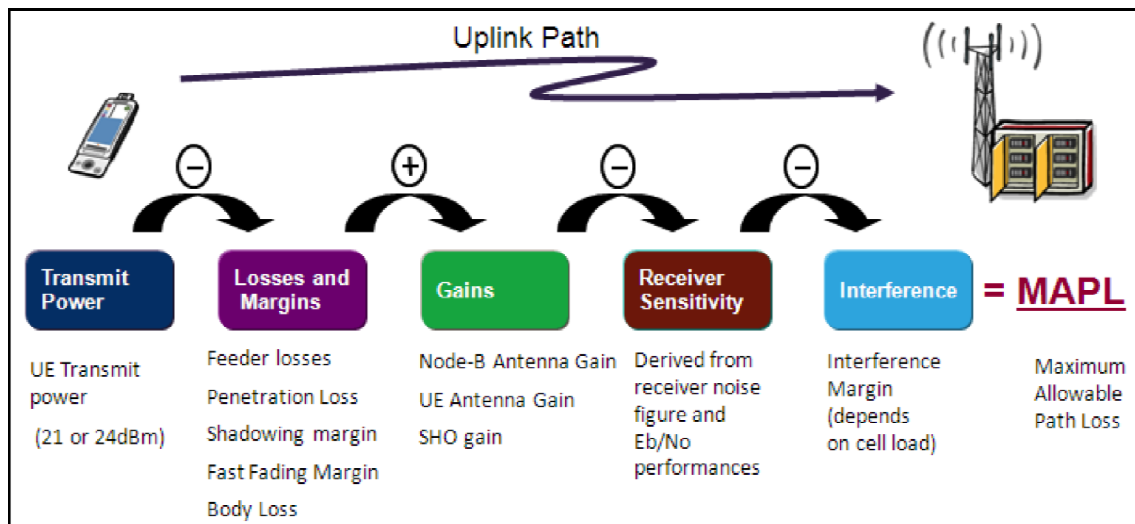 Uplink Path
−
+
−
−
Transmit
Power
Losses and
Margins
Gains
Receiver
Sensitivity
Interference
= MAPL
UE Transmit
power
(21 or 24dBm)
Feeder losses
Penetration Loss
Shadowing margin
Fast Fading Margin
Body Loss
Node-B Antenna Gain
UE Antenna Gain
SHO gain
Derived from
receiver noise
figure and
Eb/No
performances
Interference
Margin
(depends
on cell load)
Maximum
Allowable
Path Loss